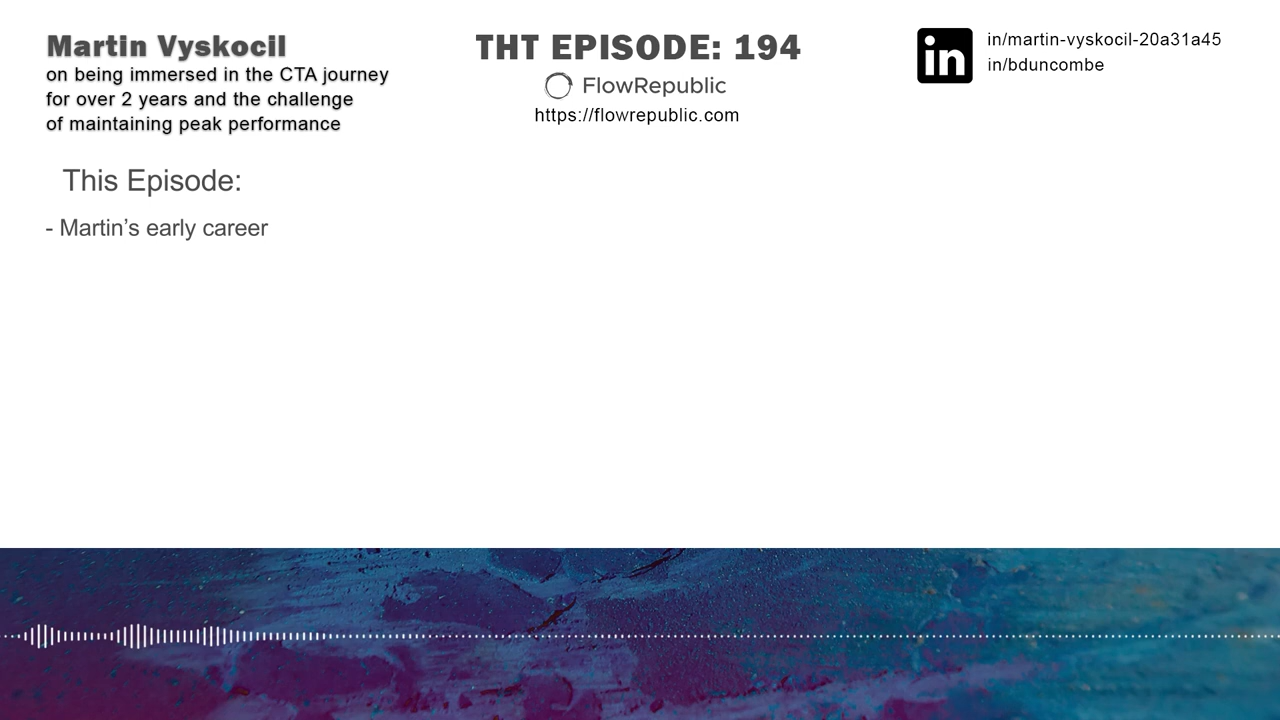 Martin Vyskocil
on being immersed in the CTA journey
for over 2 years and the challenge
of maintaining peak performance
THT EPISODE: 194
FlowRepublic
https://flowrepublic.com
in
in/martin-vyskocil-20a31a45
in/bduncombe
This Episode:
- Martin’s early career